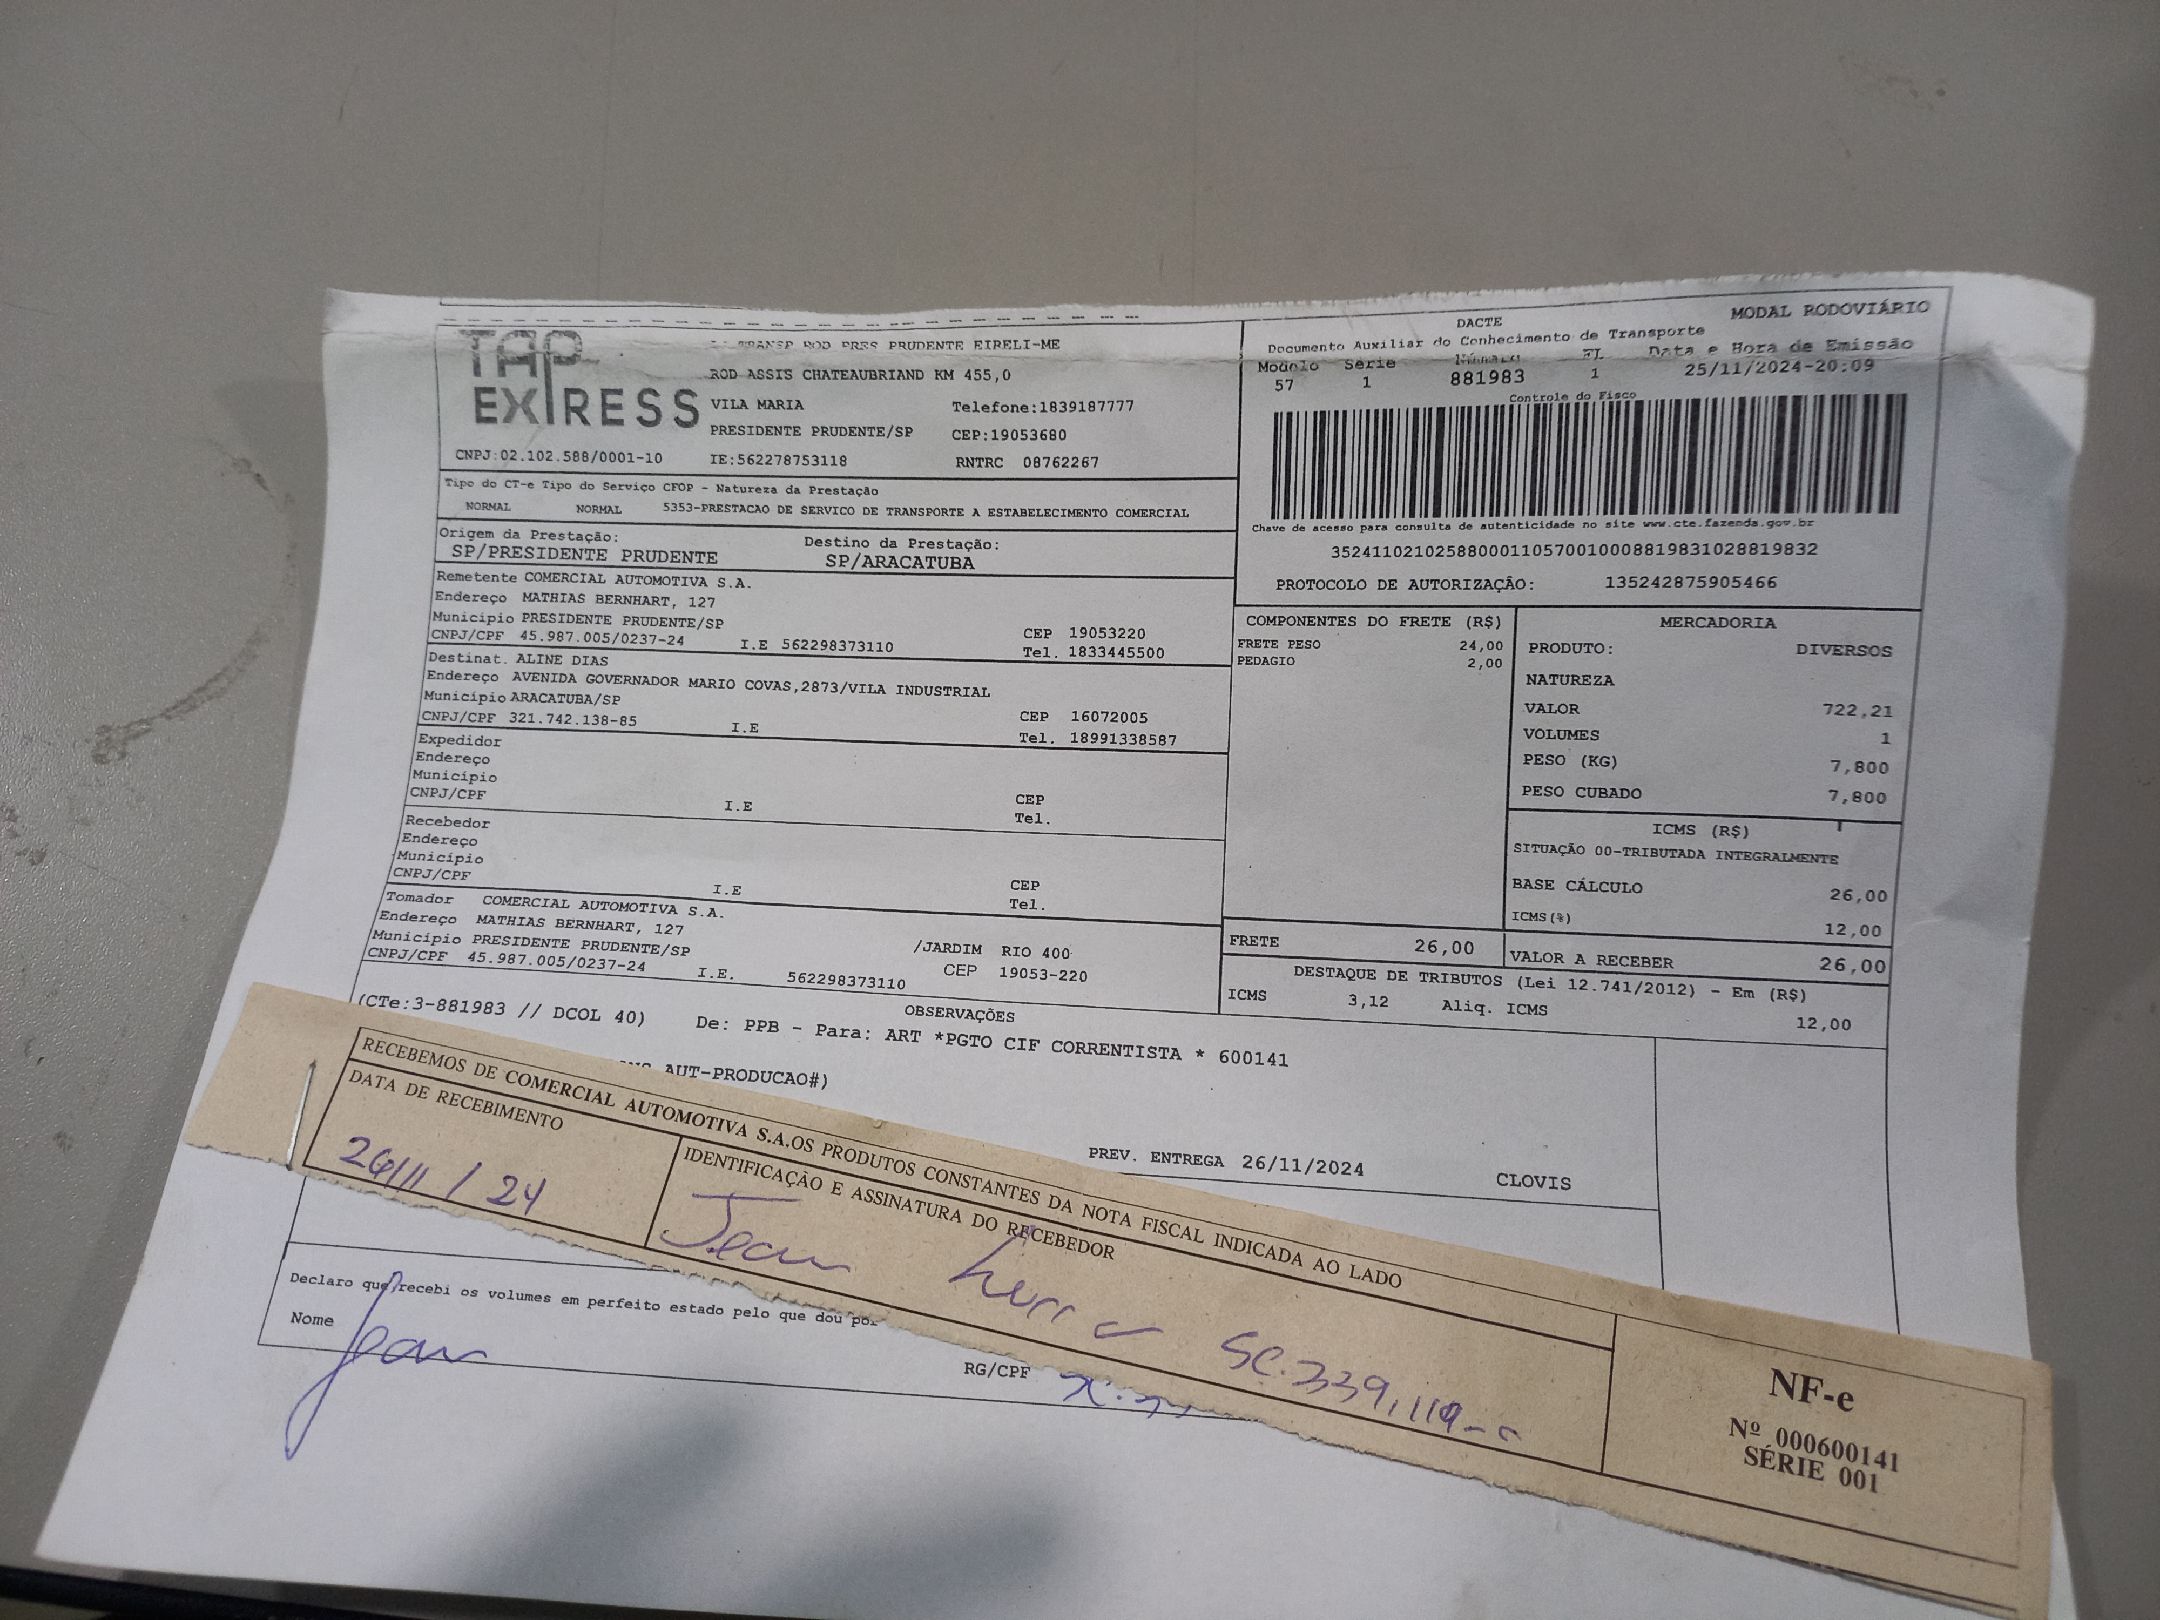 MODAL RODOVIÁRIO
TAP
EXPRESS
TRANSP ROD PRES PRUDENTE EIRELI-ME
ROD ASSIS CHATEAUBRIAND KM 455,0
VILA MARIA Telefone:1839187777
PRESIDENTE PRUDENTE/SP CEP:19053680
CNPJ:02.102.588/0001-10 IE:562278753118 RNTRC 08762267
DACTE
Documento Auxiliar do Conhecimento de Transporte
Modelo Série Número FL Data e Hora de Emissão
57 1 881983 1 25/11/2024-20:09
Controle do Fisco
Chave de acesso para consulta de autenticidade no site www.cte.fazenda.gov.br
35241102102588000110570010008819831028819832
PROTOCOLO DE AUTORIZAÇÃO: 135242875905466
Tipo do CT-e Tipo do Serviço CFOP - Natureza da Prestação
NORMAL NORMAL 5353-PRESTACAO DE SERVICO DE TRANSPORTE A ESTABELECIMENTO COMERCIAL
Origem da Prestação: Destino da Prestação:
SP/PRESIDENTE PRUDENTE SP/ARACATUBA
Remetente COMERCIAL AUTOMOTIVA S.A.
Endereço MATHIAS BERNHART, 127
Município PRESIDENTE PRUDENTE/SP CEP 19053220
CNPJ/CPF 45.987.005/0237-24 I.E 562298373110 Tel. 1833445500
Destinat. ALINE DIAS
Endereço AVENIDA GOVERNADOR MARIO COVAS,2873/VILA INDUSTRIAL
Município ARACATUBA/SP CEP 16072005
CNPJ/CPF 321.742.138-85 I.E Tel. 18991338587
Expedidor
Endereço
Município CEP
CNPJ/CPF I.E Tel.
Recebedor
Endereço
Município CEP
CNPJ/CPF I.E Tel.
Tomador COMERCIAL AUTOMOTIVA S.A.
Endereço MATHIAS BERNHART, 127 /JARDIM RIO 400
Município PRESIDENTE PRUDENTE/SP CEP 19053-220
CNPJ/CPF 45.987.005/0237-24 I.E. 562298373110
COMPONENTES DO FRETE (R$)
FRETE PESO 24,00
PEDAGIO 2,00
MERCADORIA
PRODUTO: DIVERSOS
NATUREZA
VALOR 722,21
VOLUMES 1
PESO (KG) 7,800
PESO CUBADO 7,800
ICMS (R$)
SITUAÇÃO 00-TRIBUTADA INTEGRALMENTE
BASE CÁLCULO 26,00
ICMS(%) 12,00
FRETE 26,00 VALOR A RECEBER 26,00
DESTAQUE DE TRIBUTOS (Lei 12.741/2012) - Em (R$)
ICMS 3,12 Aliq. ICMS 12,00
OBSERVAÇÕES
(CTe:3-881983 // DCOL 40) De: PPB - Para: ART *PGTO CIF CORRENTISTA * 600141
AUT-PRODUCAO#)
PREV. ENTREGA 26/11/2024 CLOVIS
RECEBEMOS DE COMERCIAL AUTOMOTIVA S.A.OS PRODUTOS CONSTANTES DA NOTA FISCAL INDICADA AO LADO
DATA DE RECEBIMENTO IDENTIFICAÇÃO E ASSINATURA DO RECEBEDOR
26/11/24 Jean
NF-e
Nº 000600141
SÉRIE 001
Declaro que recebi os volumes em perfeito estado pelo que dou por
Nome Jean RG/CPF